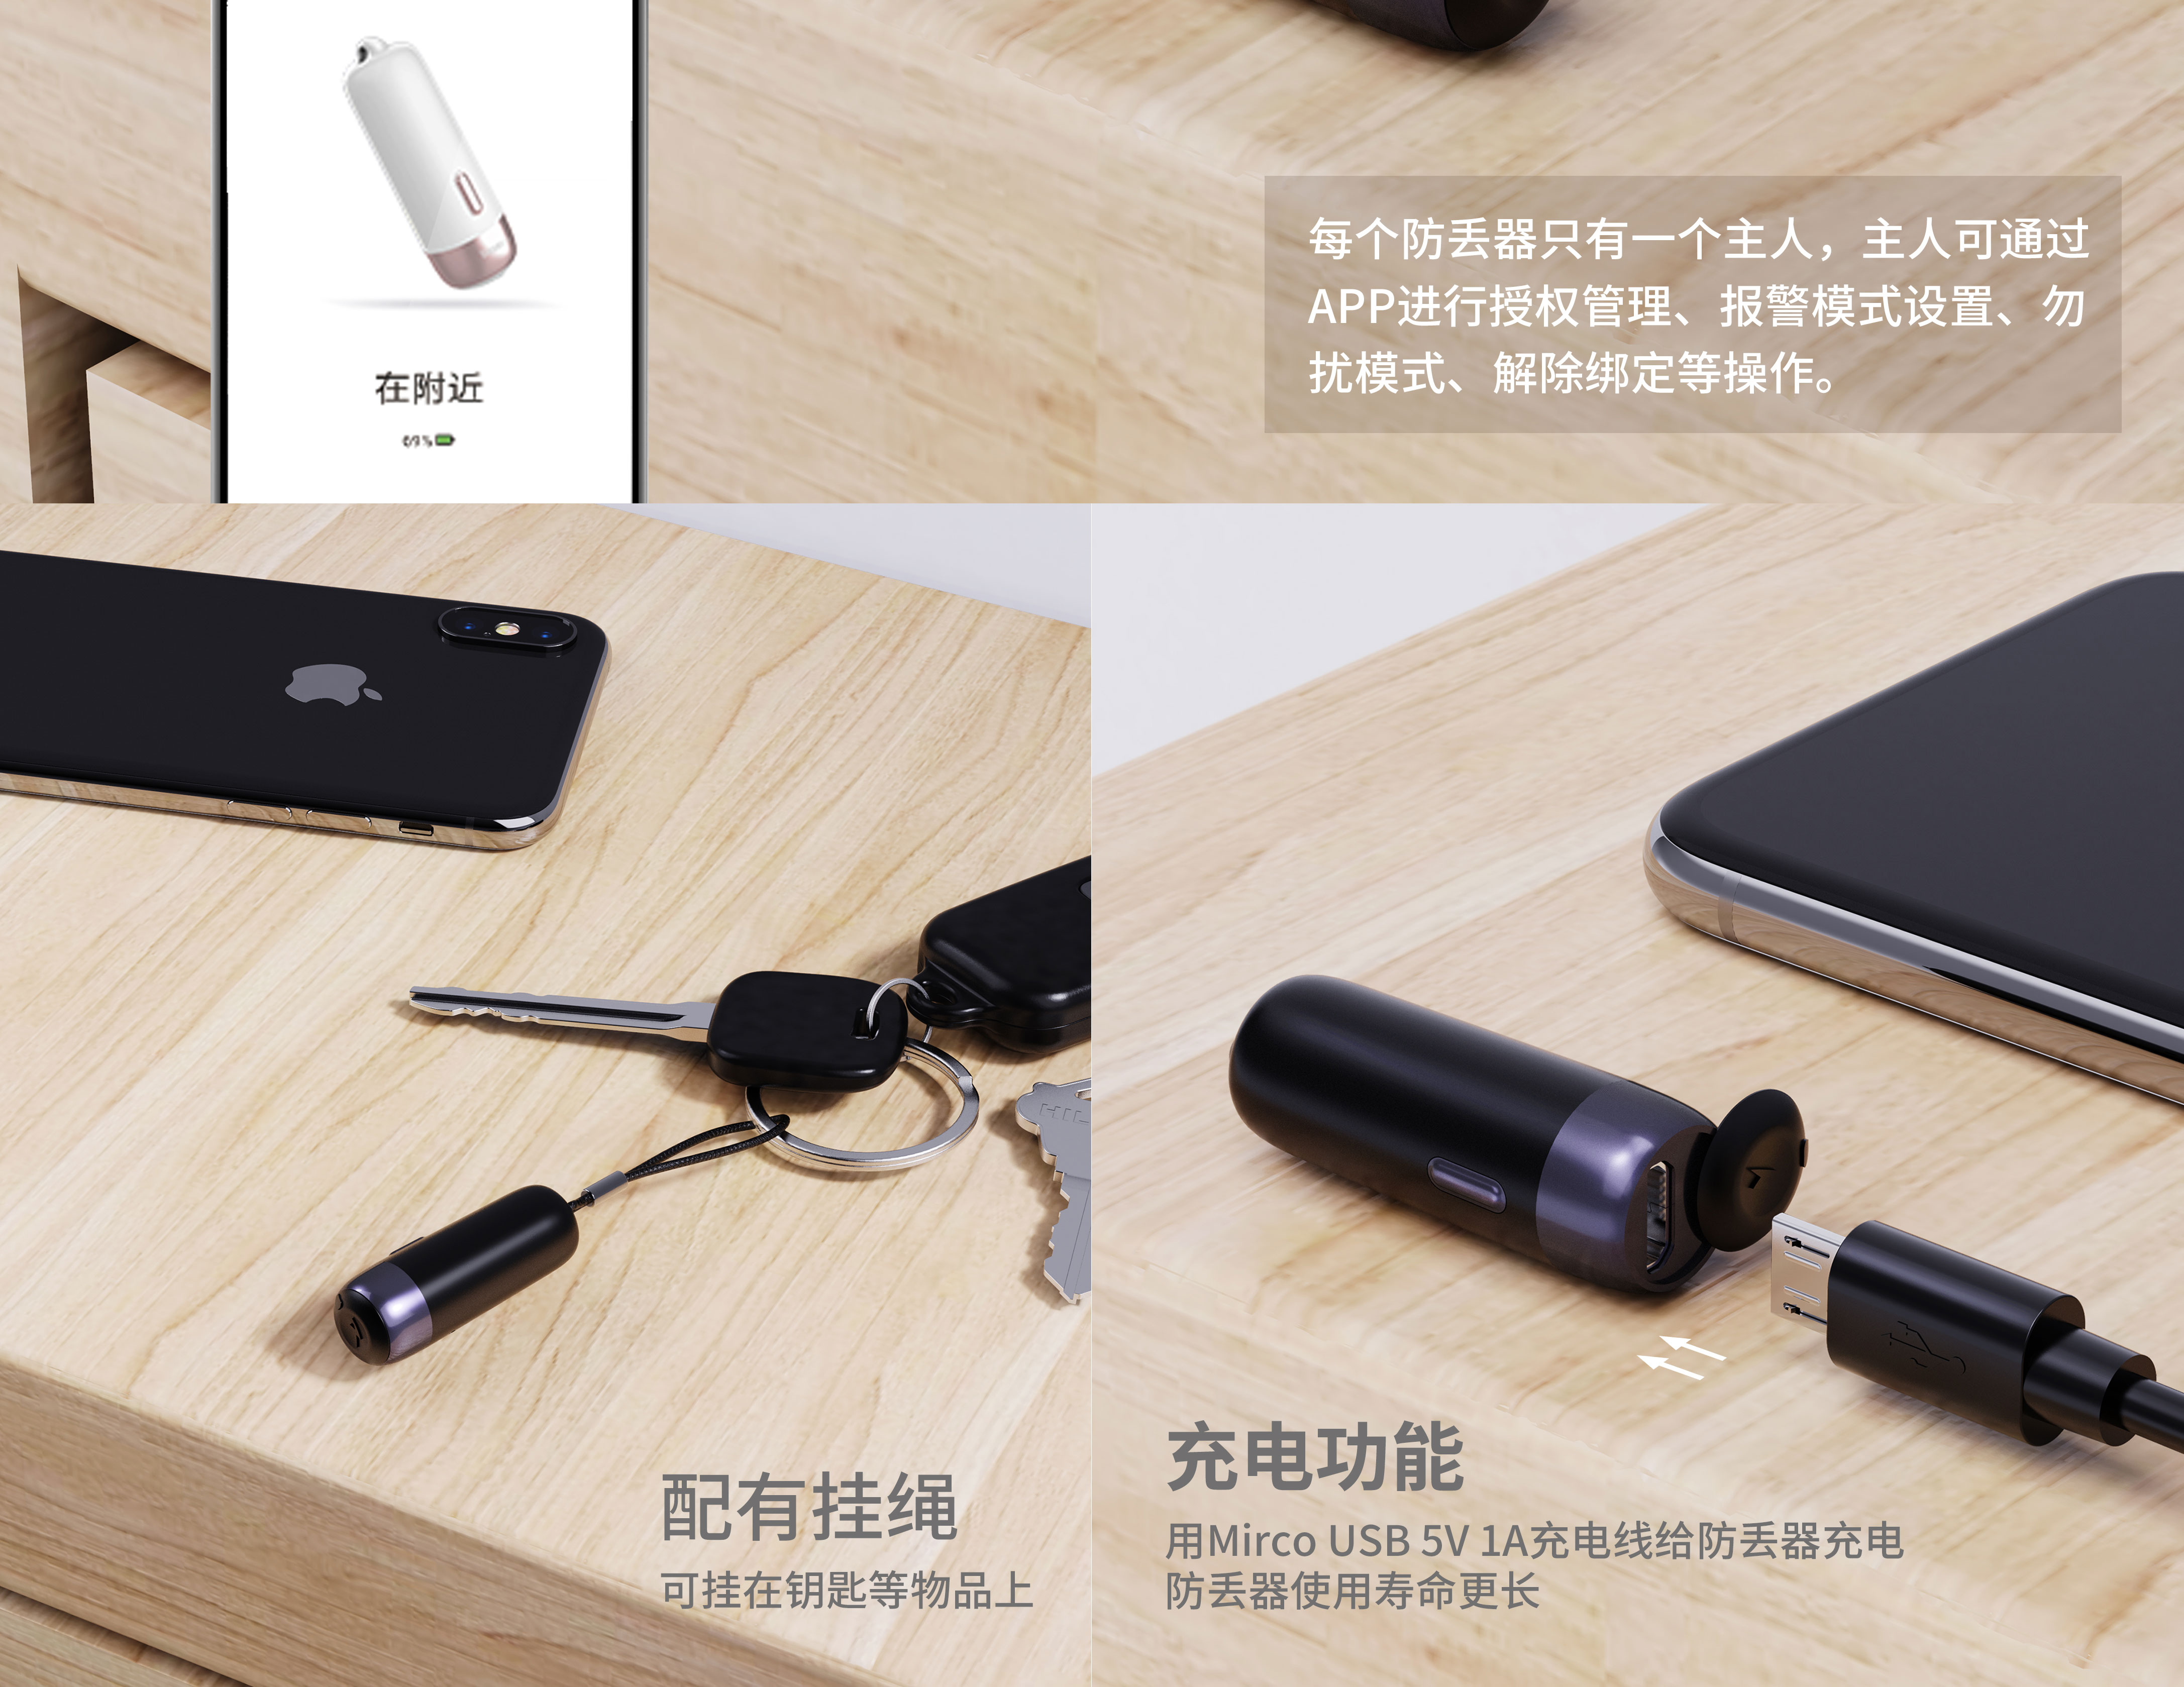 在附近
每个防丢器只有一个主人，主人可通过
APP进行授权管理、报警模式设置、勿
扰模式、解除绑定等操作。
配有挂绳
可挂在钥匙等物品上
充电功能
用Mirco USB 5V 1A充电线给防丢器充电
防丢器使用寿命更长